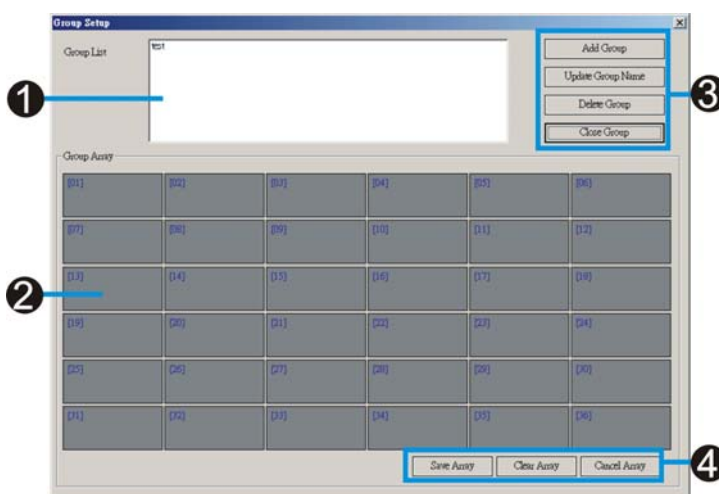 Group Setup
Group List
test
Add Group
Update Group Name
Delete Group
Close Group
1
3
Group Array
[01] [02] [03] [04] [05] [06]
[07] [08] [09] [10] [11] [12]
[13] [14] [15] [16] [17] [18]
2
[19] [20] [21] [22] [23] [24]
[25] [26] [27] [28] [29] [30]
[31] [32] [33] [34] [35] [36]
Save Array Clear Array Cancel Array
4